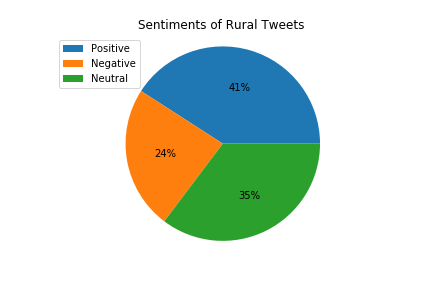 Sentiments of Rural Tweets
Positive
Negative
Neutral
41%
24%
35%